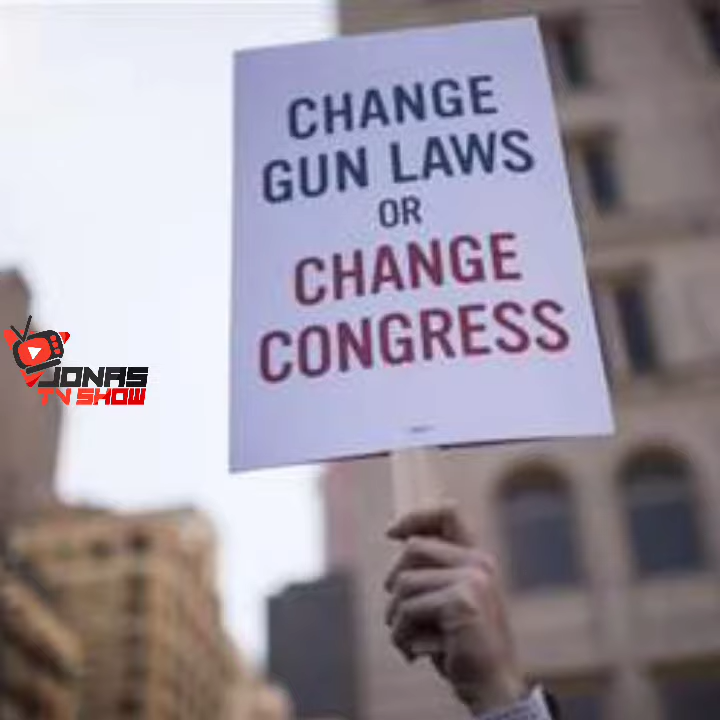 CHANGE
GUN LAWS
OR
CHANGE
CONGRESS
JONAS
TV SHOW